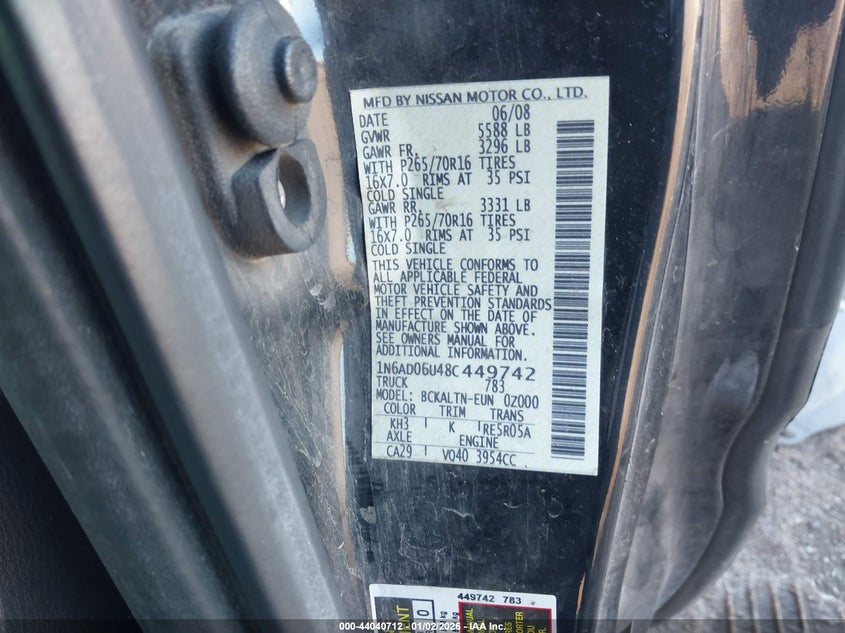 MFD BY NISSAN MOTOR CO., LTD.
DATE 06/08
GVWR 5588 LB
GAWR FR. 3296 LB
WITH P265/70R16 TIRES
16X7.0 RIMS AT 35 PSI
COLD SINGLE
GAWR RR. 3331 LB
WITH P265/70R16 TIRES
16X7.0 RIMS AT 35 PSI
COLD SINGLE
THIS VEHICLE CONFORMS TO
ALL APPLICABLE FEDERAL
MOTOR VEHICLE SAFETY AND
THEFT PREVENTION STANDARDS
IN EFFECT ON THE DATE OF
MANUFACTURE SHOWN ABOVE.
SEE OWNERS MANUAL FOR
ADDITIONAL INFORMATION.
1N6AD06U48C449742
TRUCK 783
MODEL: BCKALTN-EUN 0Z000
COLOR TRIM TRANS
KH3 K RE5R05A
AXLE ENGINE
CA29 VQ40 3954CC
449742 783
000-44040712 - 01/02/2026 - IAA Inc.